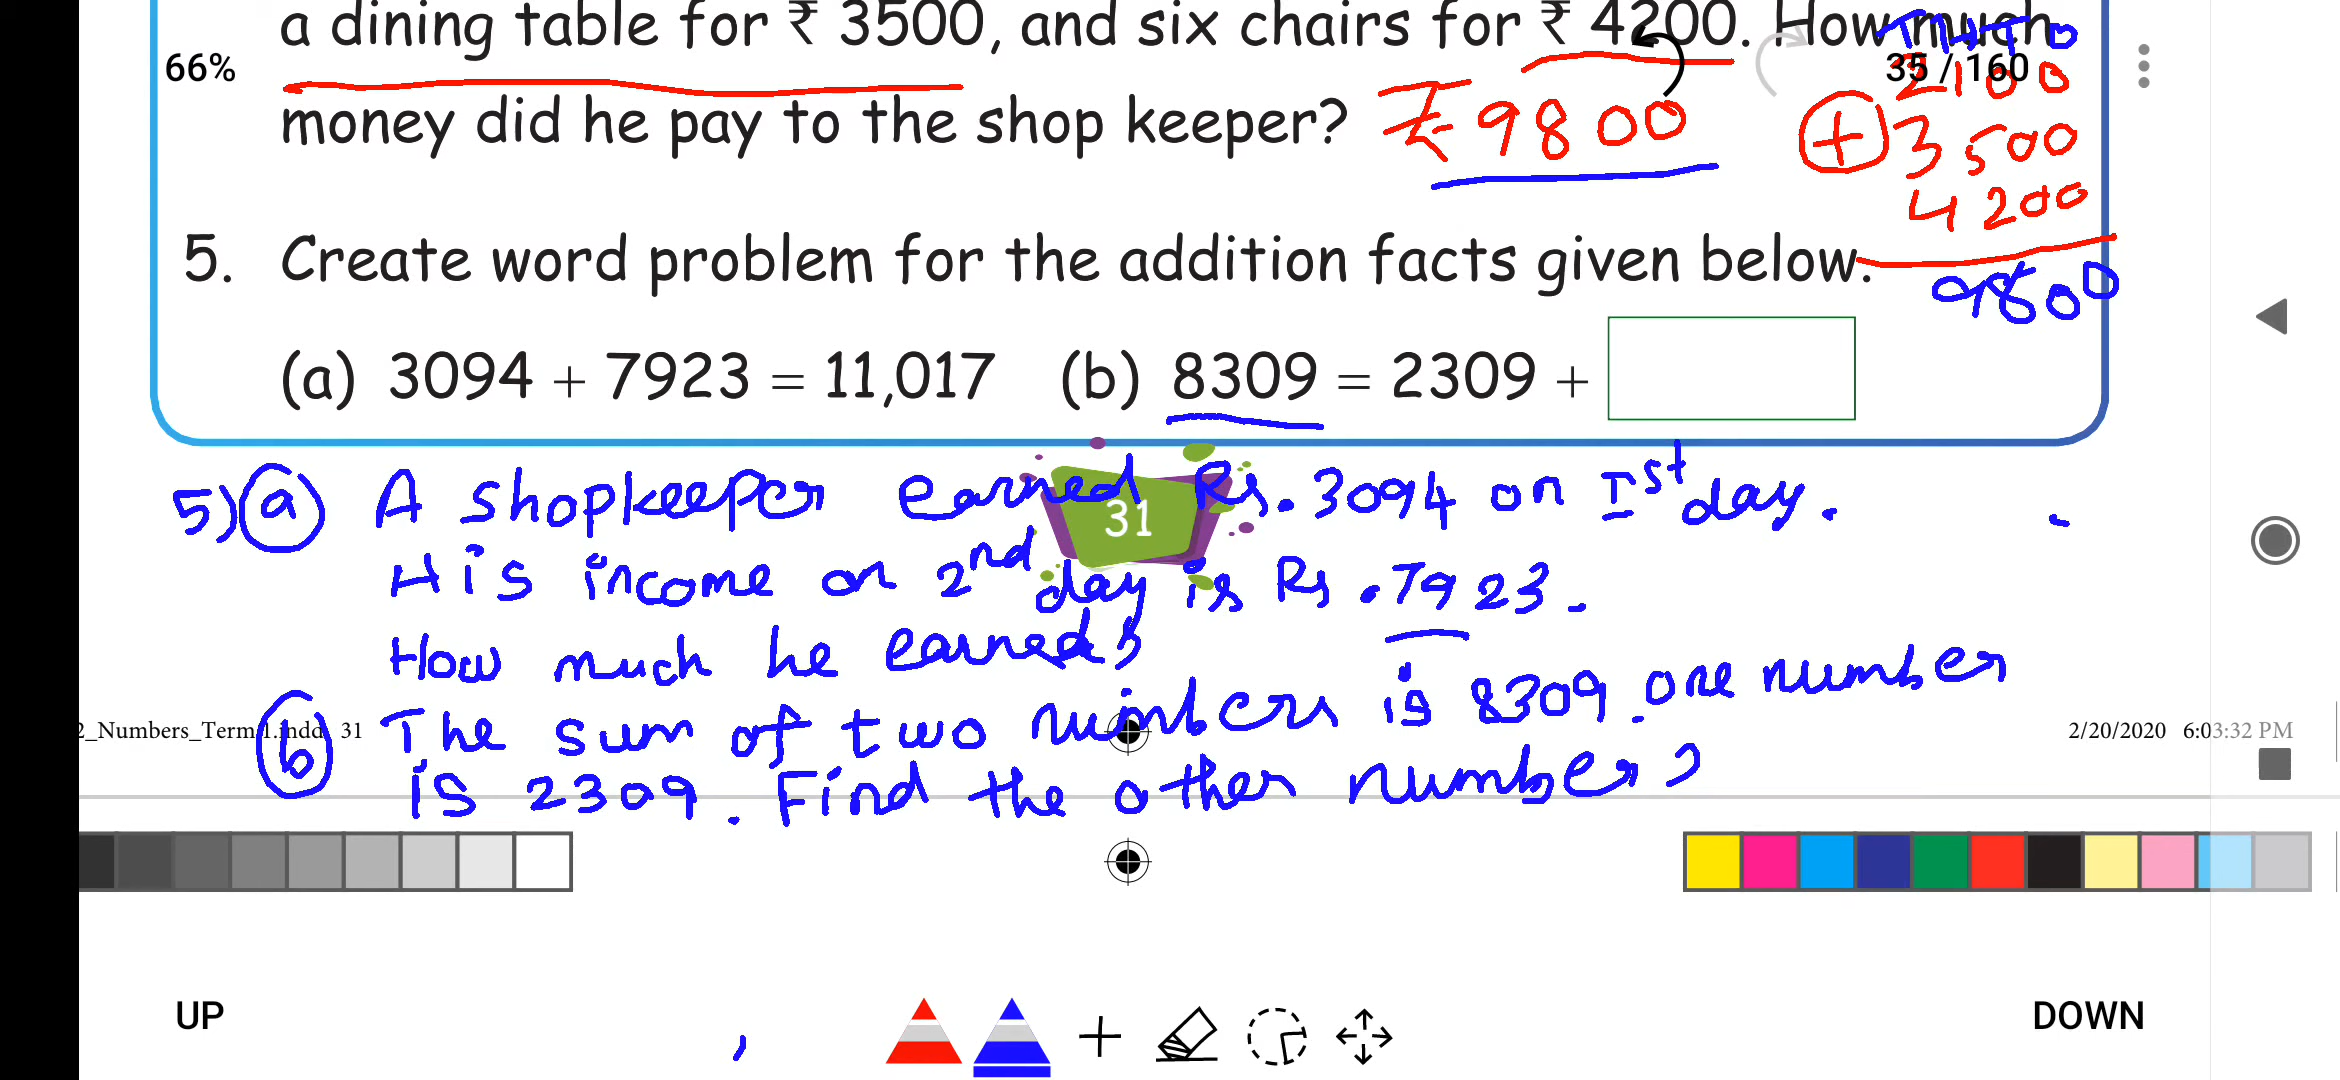 a dining table for ₹ 3500, and six chairs for ₹ 4200. How much
66%
35 / 160
TH H T O
2100
money did he pay to the shop keeper? ₹ 9800
+ 3500
4200
5. Create word problem for the addition facts given below.
9800
(a) 3094 + 7923 = 11,017 (b) 8309 = 2309 +
5) a A shopkeeper earned Rs. 3094 on Ist day.
31
His income on 2nd day is Rs. 7923.
How much he earned?
b The sum of two numbers is 8309. one number
2_Numbers_Term1.indd 31
2/20/2020 6:03:32 PM
is 2309. Find the other number?
UP
DOWN